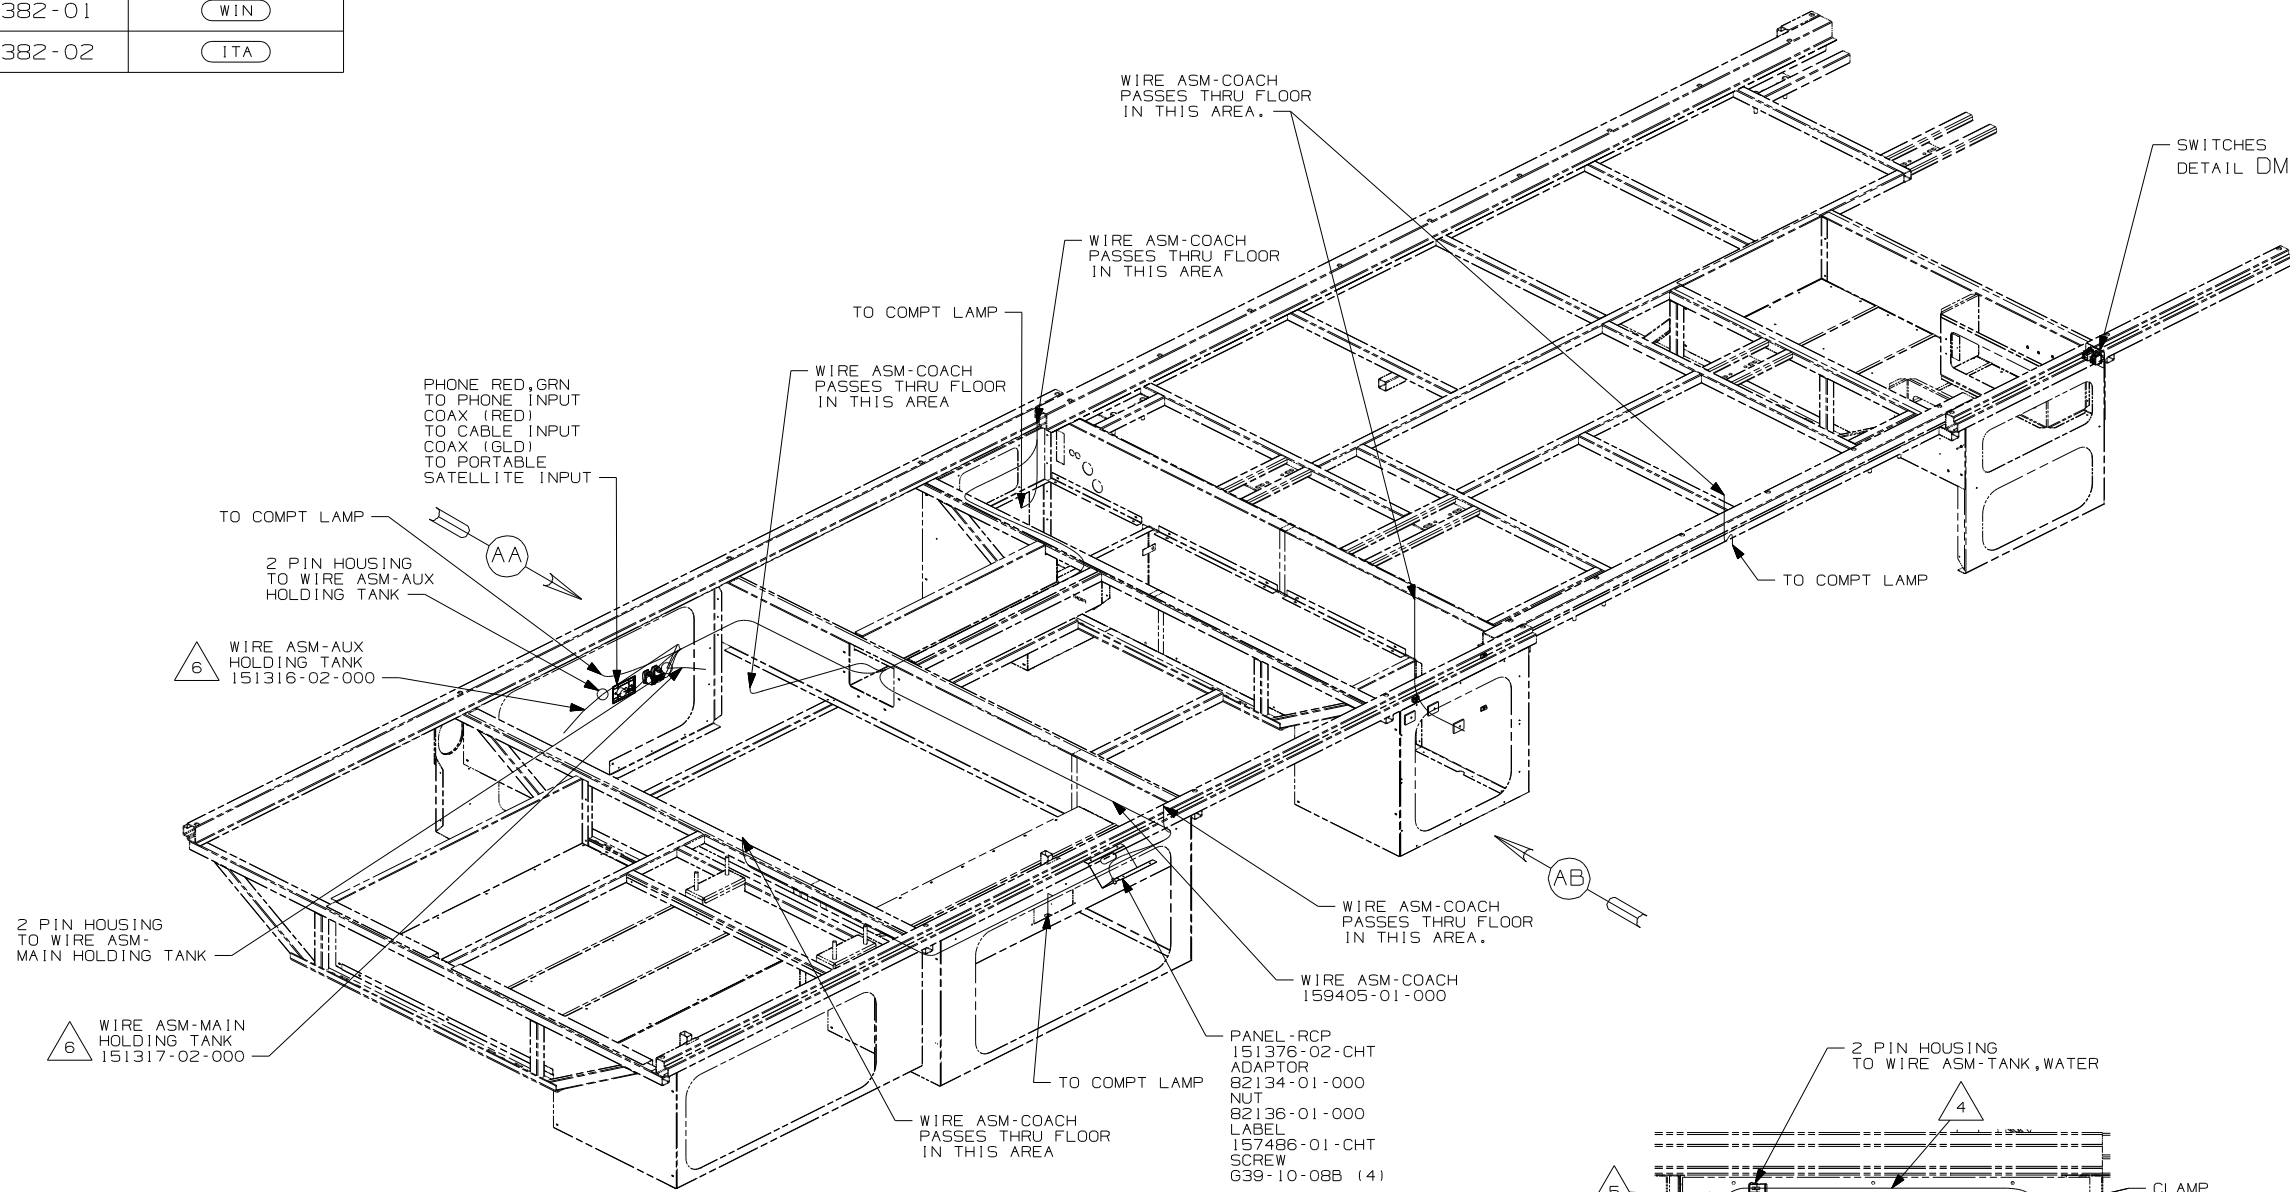 382-01 WIN
382-02 ITA
WIRE ASM-COACH
PASSES THRU FLOOR
IN THIS AREA.
SWITCHES
DETAIL DM
WIRE ASM-COACH
PASSES THRU FLOOR
IN THIS AREA
TO COMPT LAMP
WIRE ASM-COACH
PASSES THRU FLOOR
IN THIS AREA
PHONE RED,GRN
TO PHONE INPUT
COAX (RED)
TO CABLE INPUT
COAX (GLD)
TO PORTABLE
SATELLITE INPUT
TO COMPT LAMP
AA
2 PIN HOUSING
TO WIRE ASM-AUX
HOLDING TANK
TO COMPT LAMP
6
WIRE ASM-AUX
HOLDING TANK
151316-02-000
AB
2 PIN HOUSING
TO WIRE ASM-
MAIN HOLDING TANK
WIRE ASM-COACH
PASSES THRU FLOOR
IN THIS AREA.
WIRE ASM-COACH
159405-01-000
6
WIRE ASM-MAIN
HOLDING TANK
151317-02-000
PANEL-RCP
151376-02-CHT
ADAPTOR
82134-01-000
NUT
82136-01-000
LABEL
157486-01-CHT
SCREW
G39-10-08B (4)
TO COMPT LAMP
WIRE ASM-COACH
PASSES THRU FLOOR
IN THIS AREA
2 PIN HOUSING
TO WIRE ASM-TANK,WATER
4
5
CLAMP